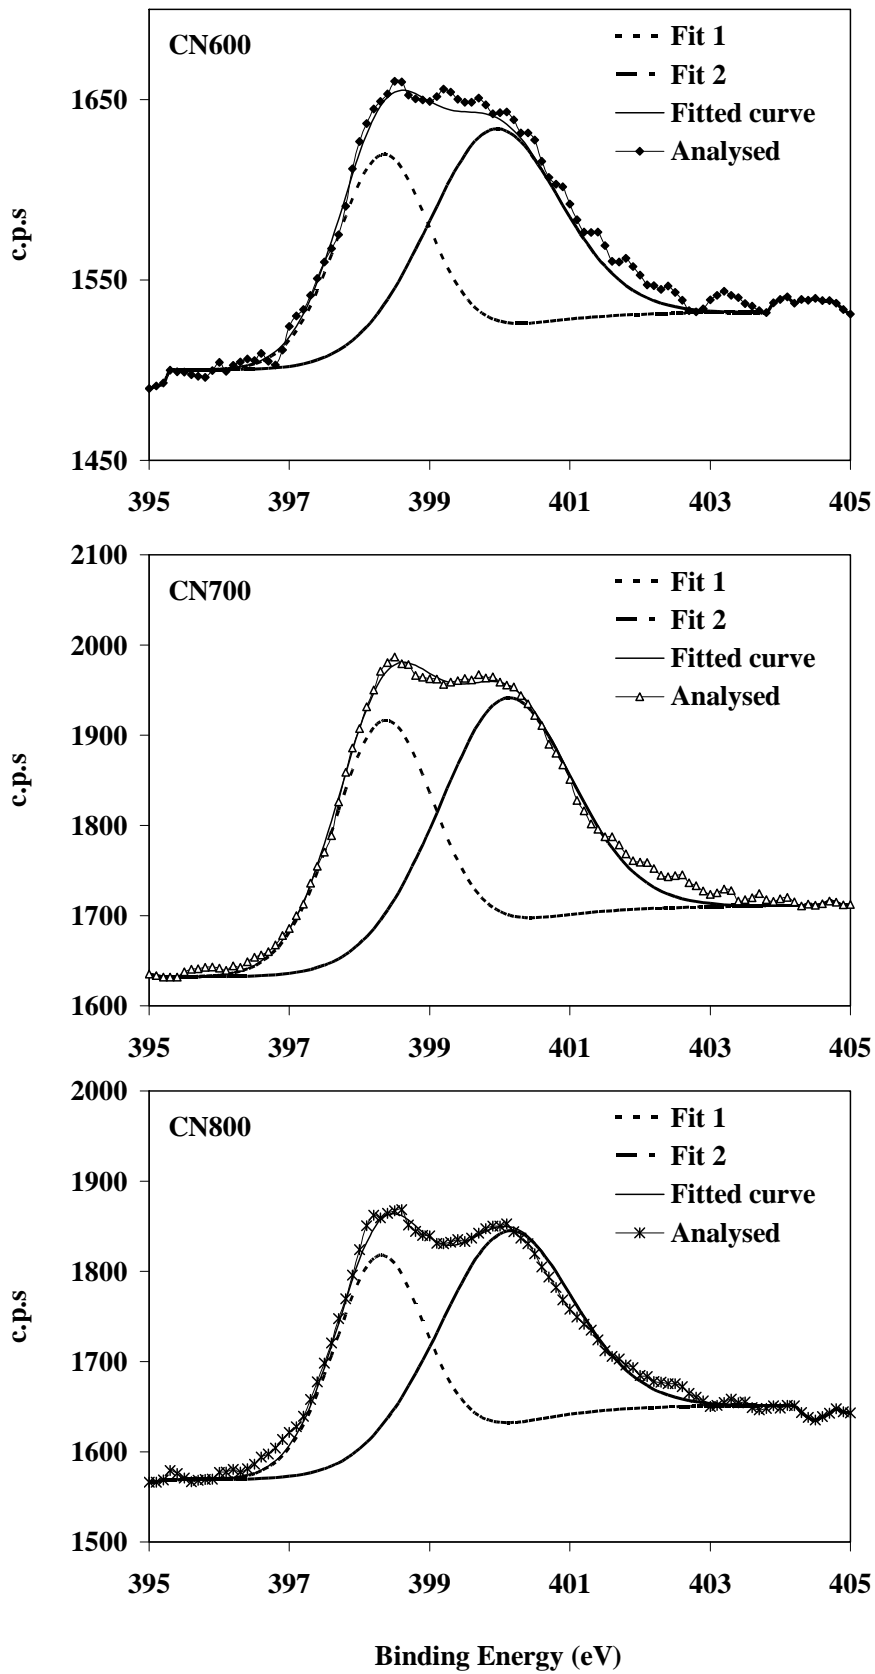 CN600
Fit 1
Fit 2
Fitted curve
Analysed
c.p.s
1650
1550
1450
395 397 399 401 403 405
CN700
Fit 1
Fit 2
Fitted curve
Analysed
c.p.s
2100
2000
1900
1800
1700
1600
395 397 399 401 403 405
CN800
Fit 1
Fit 2
Fitted curve
Analysed
c.p.s
2000
1900
1800
1700
1600
1500
395 397 399 401 403 405
Binding Energy (eV)